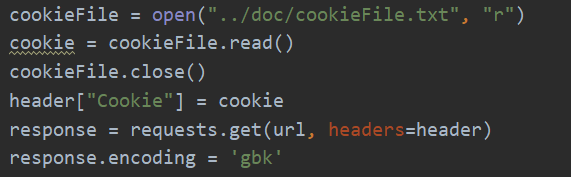 cookieFile = open("../doc/cookieFile.txt", "r")
cookie = cookieFile.read()
cookieFile.close()
header["Cookie"] = cookie
response = requests.get(url, headers=header)
response.encoding = 'gbk'